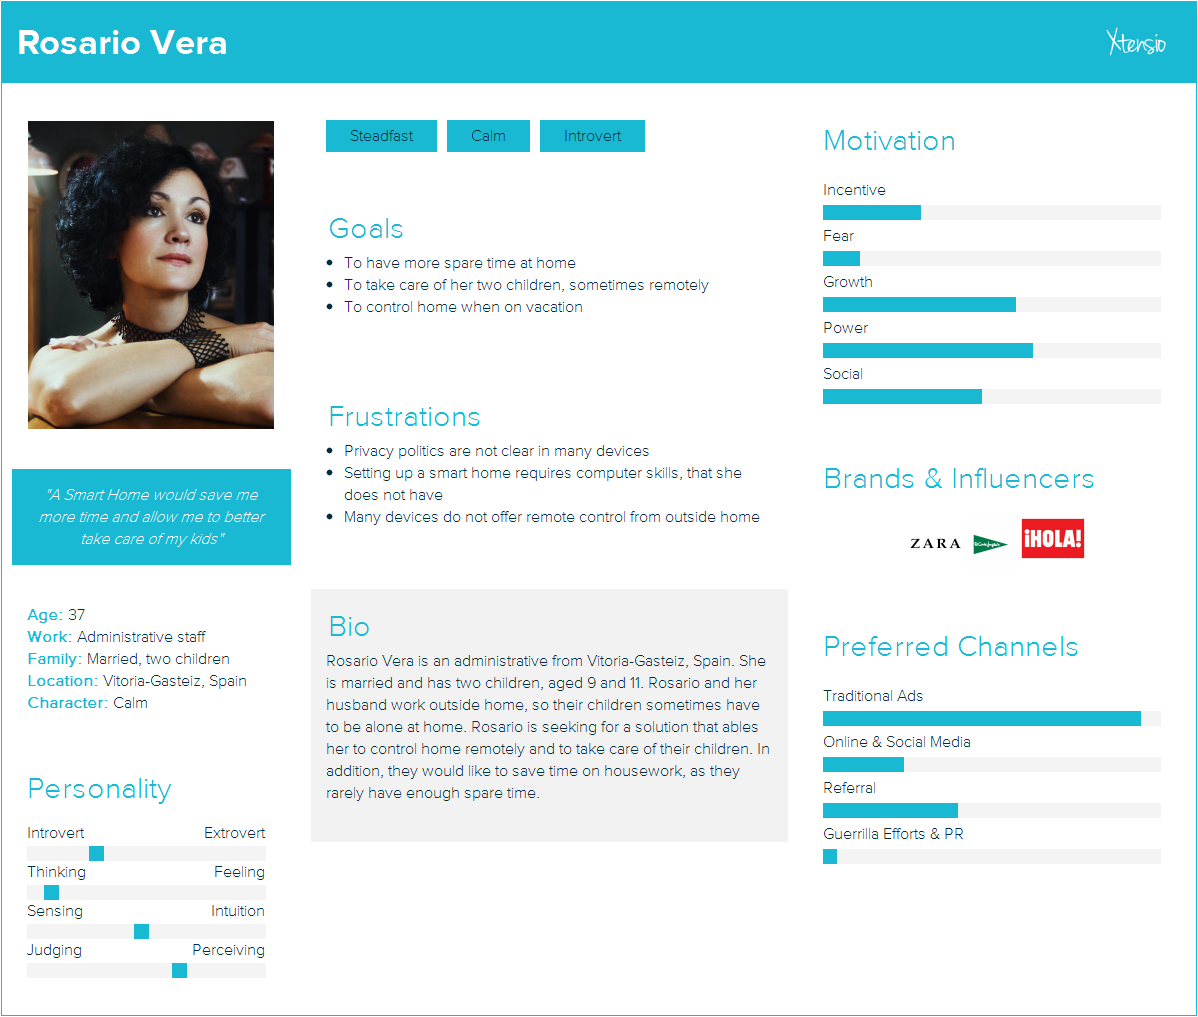 Rosario Vera
Xtensio
"A Smart Home would save me
more time and allow me to better
take care of my kids"
Age: 37
Work: Administrative staff
Family: Married, two children
Location: Vitoria-Gasteiz, Spain
Character: Calm
Personality
Introvert Extrovert
Thinking Feeling
Sensing Intuition
Judging Perceiving
Steadfast Calm Introvert
Goals
To have more spare time at home
To take care of her two children, sometimes remotely
To control home when on vacation
Frustrations
Privacy politics are not clear in many devices
Setting up a smart home requires computer skills, that she
does not have
Many devices do not offer remote control from outside home
Bio
Rosario Vera is an administrative from Vitoria-Gasteiz, Spain. She
is married and has two children, aged 9 and 11. Rosario and her
husband work outside home, so their children sometimes have
to be alone at home. Rosario is seeking for a solution that ables
her to control home remotely and to take care of their children. In
addition, they would like to save time on housework, as they
rarely have enough spare time.
Motivation
Incentive
Fear
Growth
Power
Social
Brands & Influencers
ZARA El Corte Inglés ¡HOLA!
Preferred Channels
Traditional Ads
Online & Social Media
Referral
Guerrilla Efforts & PR